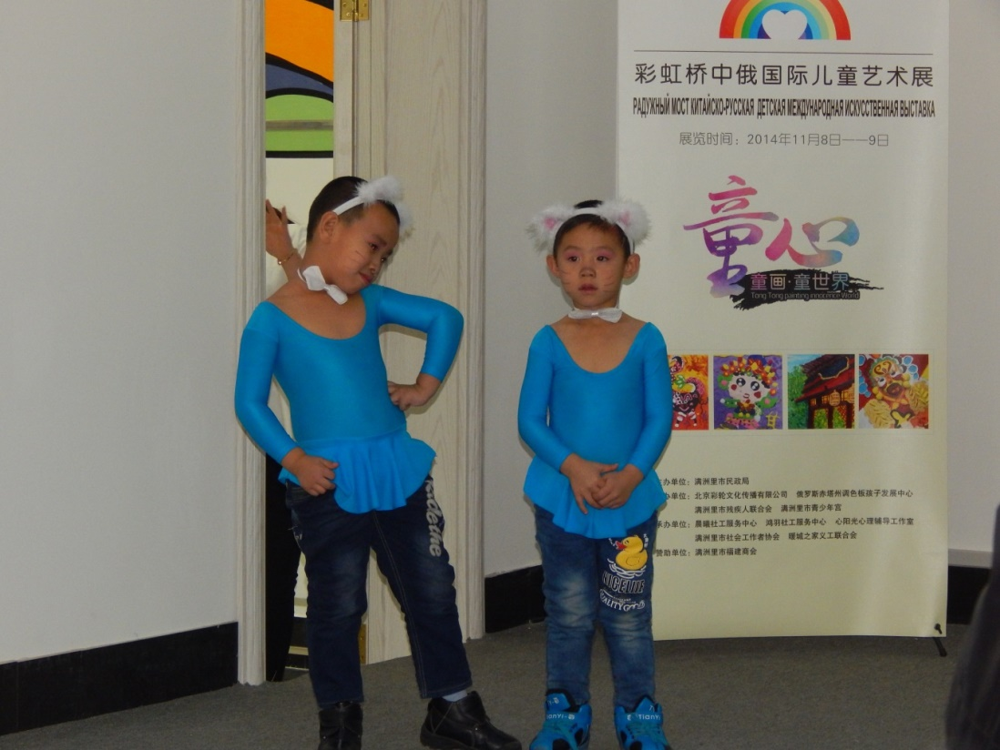 彩虹桥中俄国际儿童艺术展
РАДУЖНЫЙ МОСТ КИТАЙСКО-РУССКАЯ ДЕТСКАЯ МЕЖДУНАРОДНАЯ ИСКУССТВЕННАЯ ВЫСТАВКА
展览时间：2014年11月8日——9日
童心
童画·童世界
Tong Tong painting innocence World
办单位：满洲里市民政局
办单位：北京彩轮文化传播有限公司 俄罗斯赤塔州调色板孩子发展中心
满洲里市残疾人联合会 满洲里市青少年宫
承办单位：晨曦社工服务中心 鸿羽社工服务中心 心阳光心理辅导工作室
满洲里市社会工作者协会 暖城之家义工联合会
赞助单位：满洲里市福建商会
TianYi
TianYi